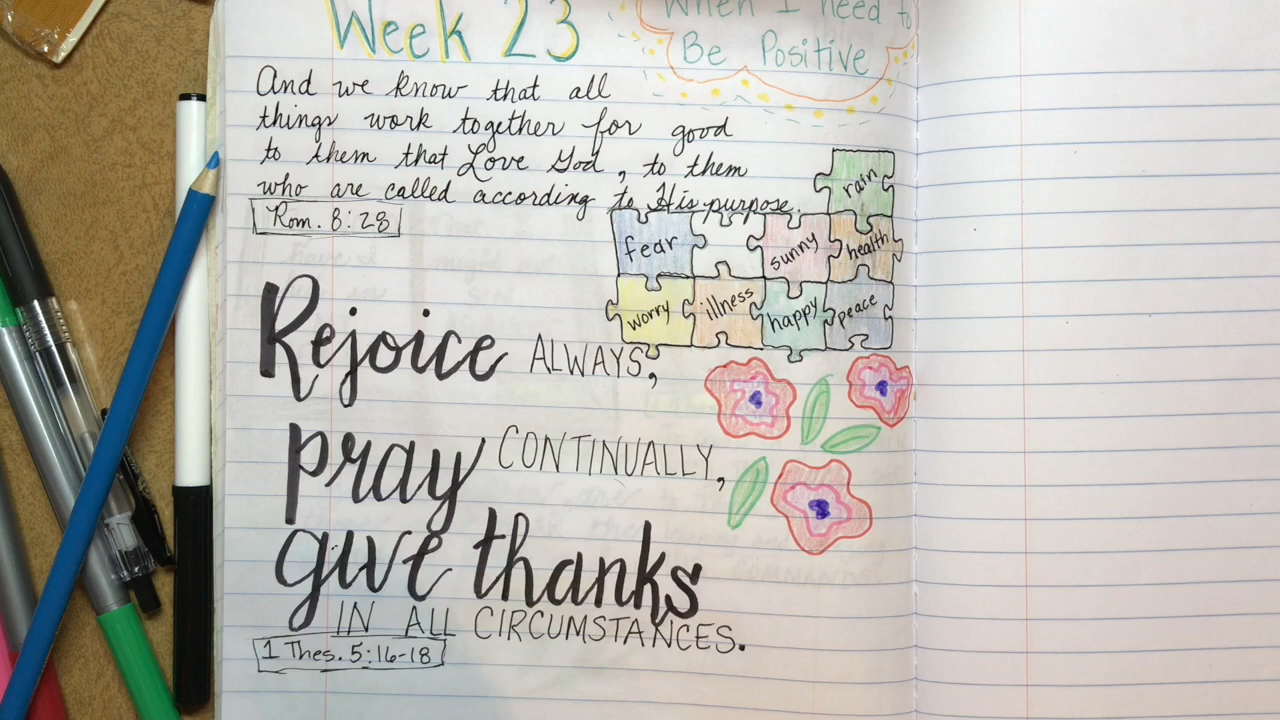 Week 23
When I need to
Be Positive
And we know that all
things work together for good
to them that Love God, to them
who are called according to His purpose.
Rom. 8:28
rain
fear
sunny
health
worry
illness
happy
peace
Rejoice ALWAYS,
pray CONTINUALLY,
give thanks
IN ALL CIRCUMSTANCES.
1 Thes. 5:16-18